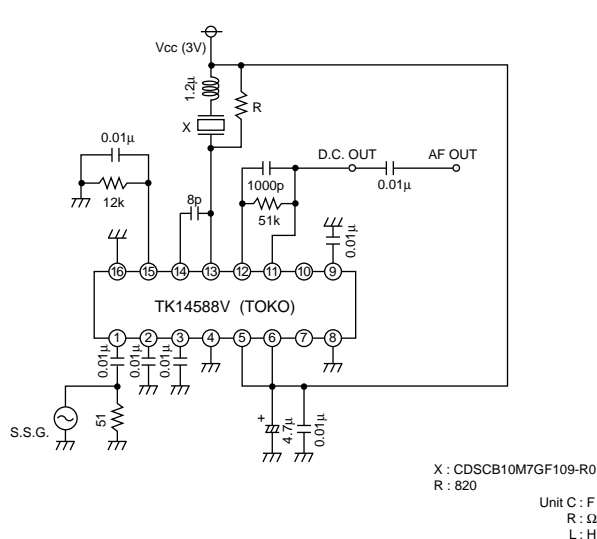 Vcc (3V)
1.2μ
R
X
0.01μ
D.C. OUT
AF OUT
12k
8p
1000p
0.01μ
51k
0.01μ
16 15 14 13 12 11 10 9
TK14588V (TOKO)
1 2 3 4 5 6 7 8
0.01μ
0.01μ
0.01μ
S.S.G.
51
+
4.7μ
0.01μ
X : CDSCB10M7GF109-R0
R : 820
Unit C : F
R : Ω
L : H